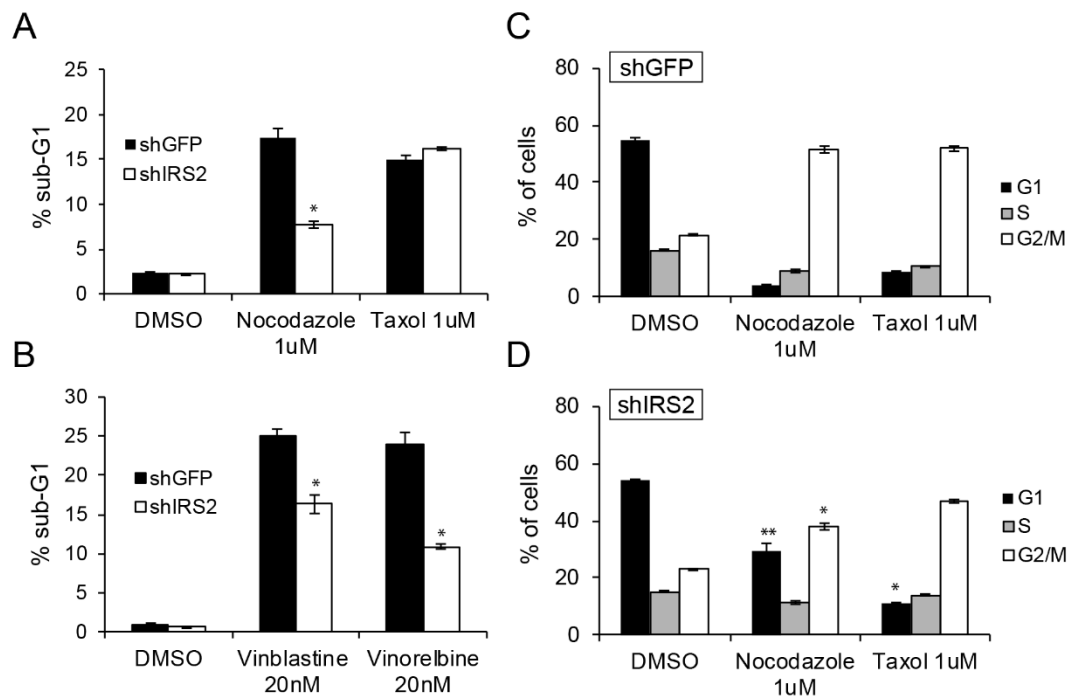 A
% sub-G1
25
20
15
10
5
0
shGFP
shIRS2
*
DMSO
Nocodazole
1uM
Taxol 1uM
B
% sub-G1
30
25
20
15
10
5
0
shGFP
shIRS2
*
*
DMSO
Vinblastine
20nM
Vinorelbine
20nM
C
shGFP
% of cells
80
60
40
20
0
G1
S
G2/M
DMSO
Nocodazole
1uM
Taxol 1uM
D
shIRS2
% of cells
80
60
40
20
0
**
*
*
G1
S
G2/M
DMSO
Nocodazole
1uM
Taxol 1uM